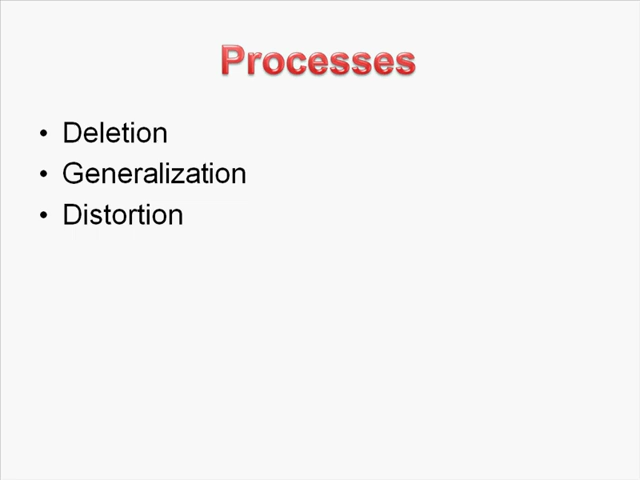 Processes
• Deletion
• Generalization
• Distortion